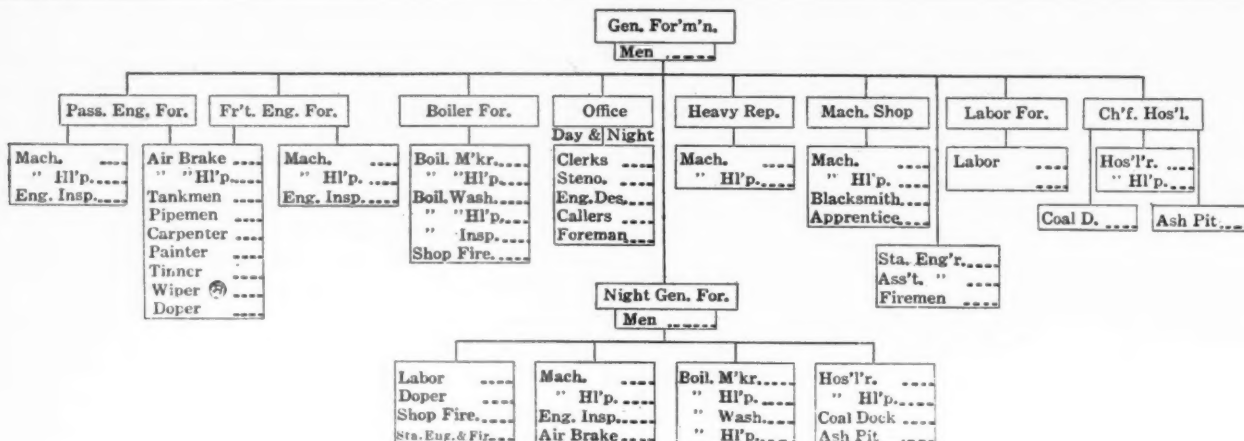 Gen. For'm'n.
Men
Pass. Eng. For.
Fr't. Eng. For.
Boiler For.
Office
Heavy Rep.
Mach. Shop
Labor For.
Ch'f. Hos'l.
Day & Night
Mach.
" Hl'p.
Eng. Insp.
Air Brake
" " Hl'p.
Tankmen
Pipemen
Carpenter
Painter
Tinner
Wiper
Doper
Mach.
" Hl'p.
Eng. Insp.
Boil. M'kr.
" " Hl'p.
Boil. Wash.
" " Hl'p.
" Insp.
Shop Fire.
Clerks
Steno.
Eng. Des.
Callers
Foreman
Mach.
" Hl'p.
Mach.
" Hl'p.
Blacksmith
Apprentice
Labor
Hos'l'r.
" Hl'p.
Coal D.
Ash Pit
Sta. Eng'r.
Ass't. "
Firemen
Night Gen. For.
Men
Labor
Doper
Shop Fire.
Sta. Eng. & Fir.
Mach.
" Hl'p.
Eng. Insp.
Air Brake
Boil. M'kr.
" Hl'p.
" Wash.
" Hl'p.
Hos'l'r.
" Hl'p.
Coal Dock
Ash Pit